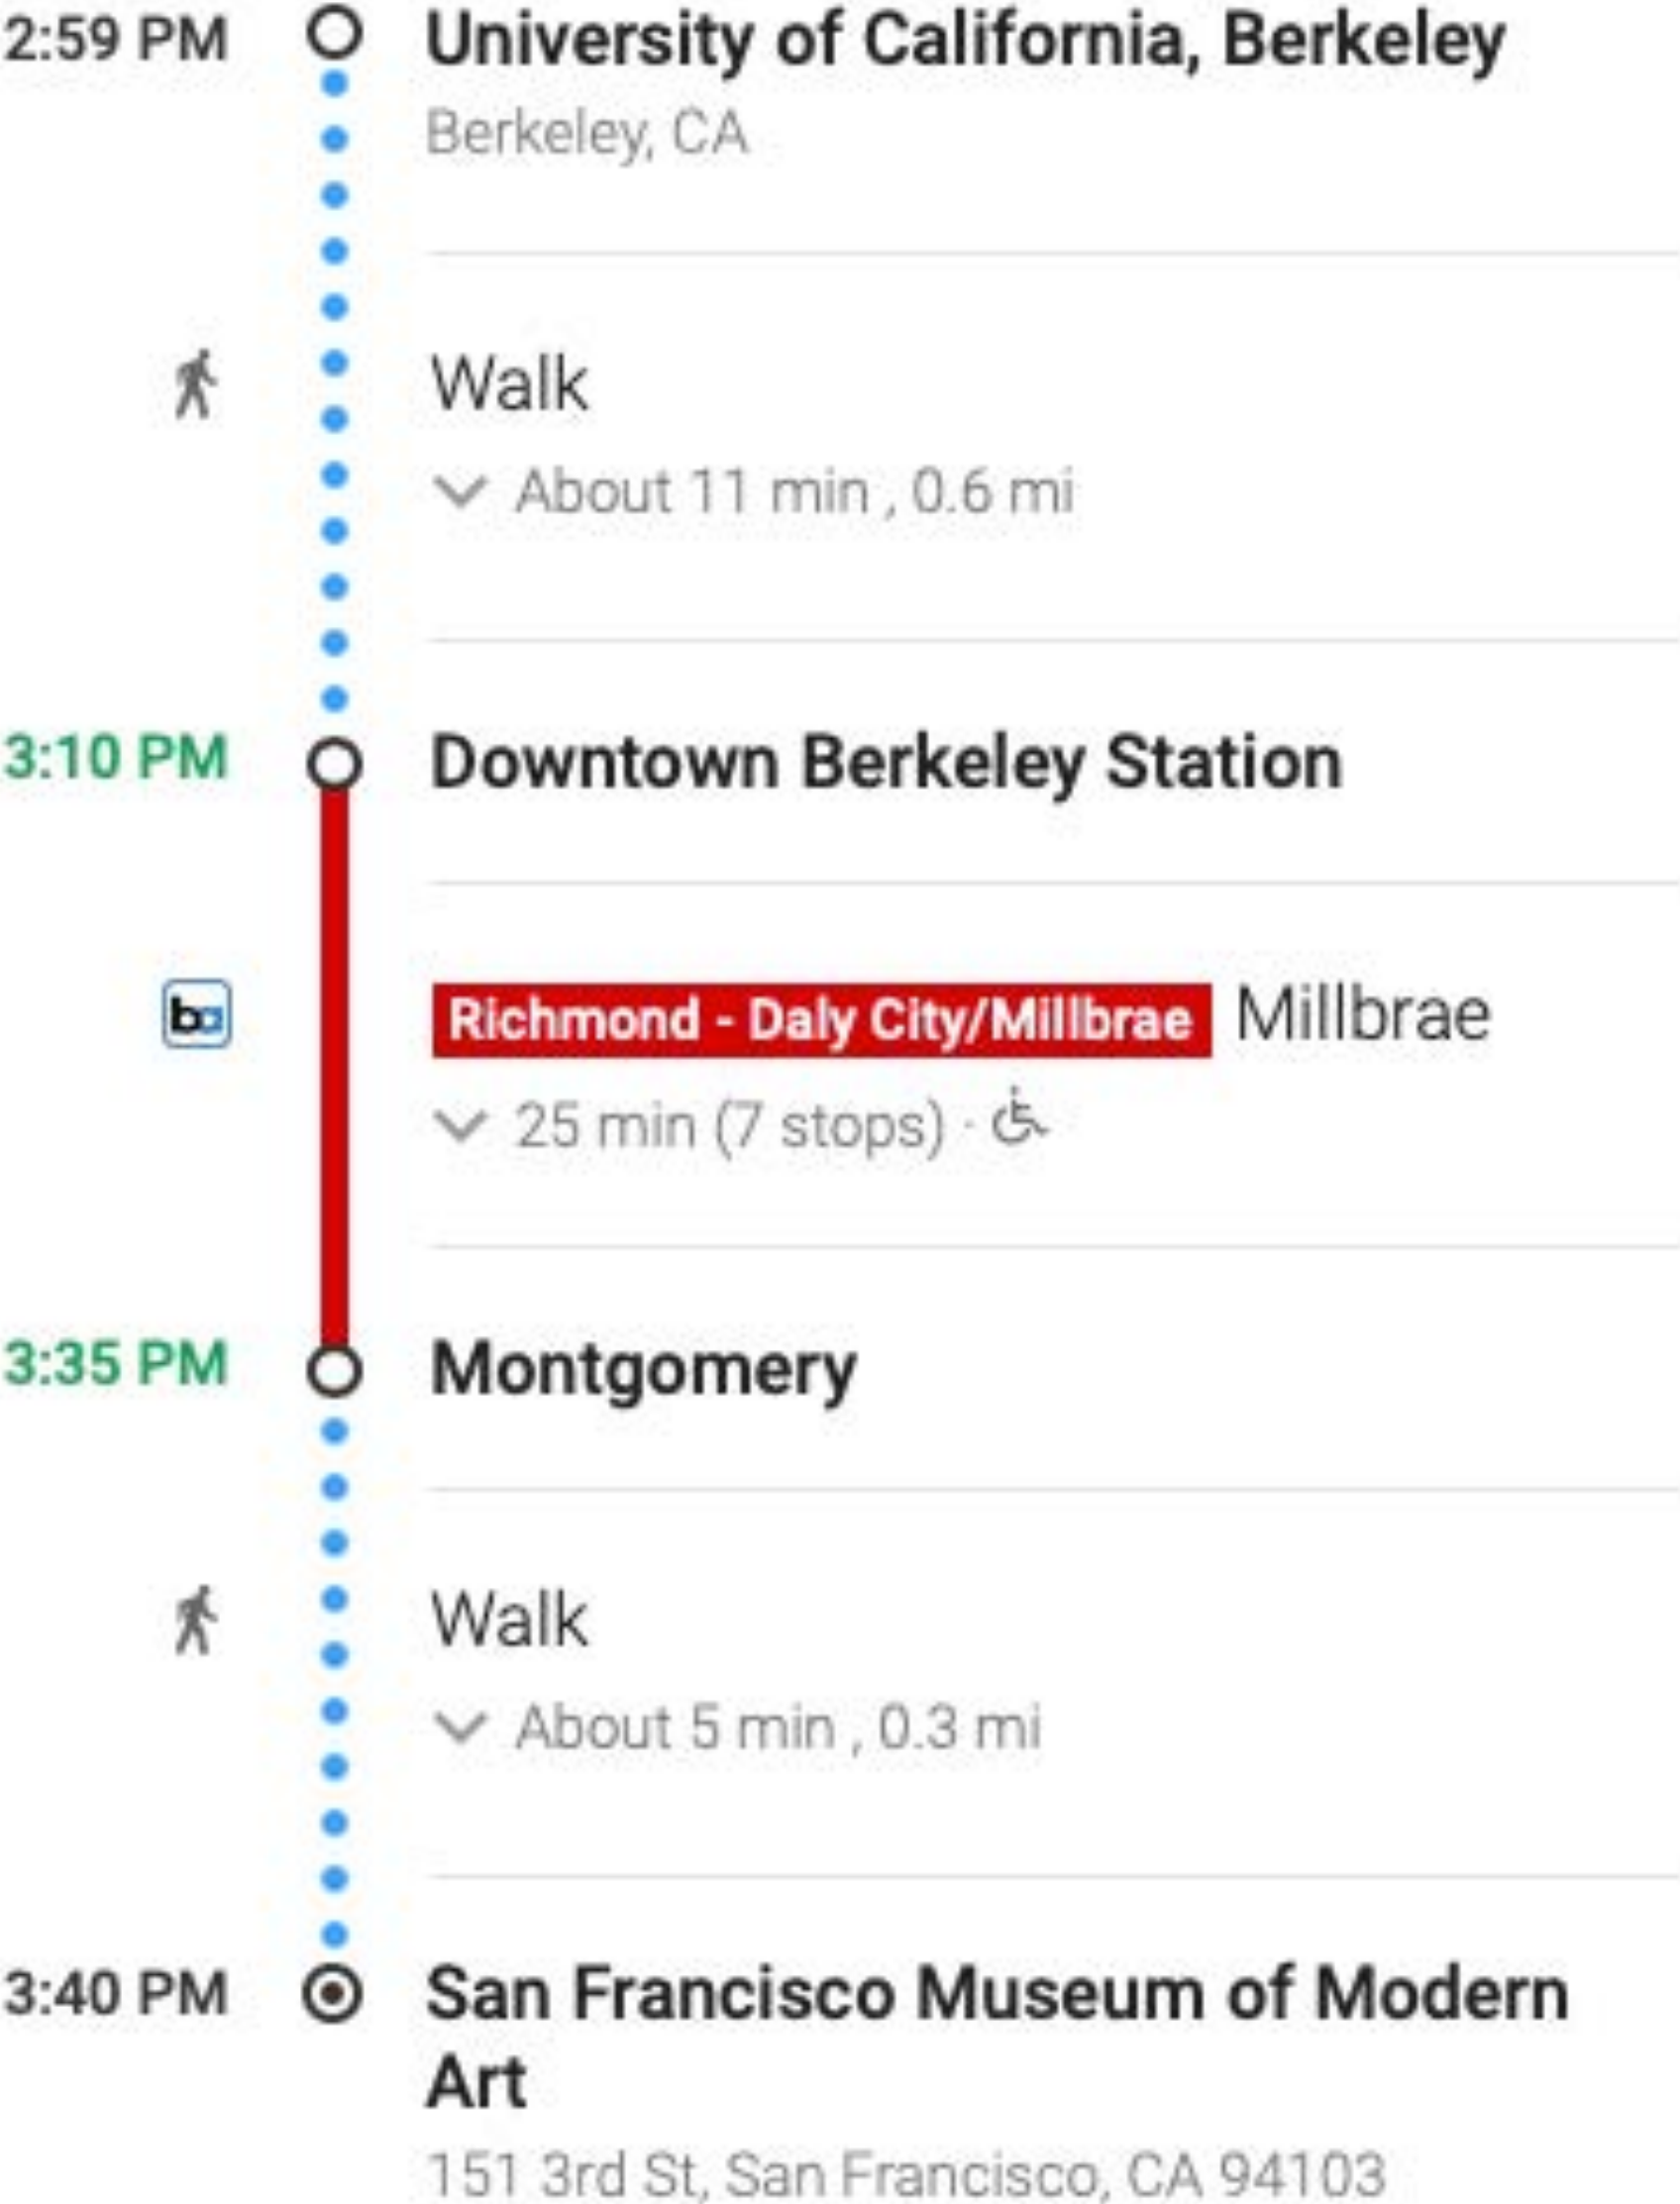 2:59 PM University of California, Berkeley
Berkeley, CA
Walk
About 11 min , 0.6 mi
3:10 PM Downtown Berkeley Station
ba Richmond - Daly City/Millbrae Millbrae
25 min (7 stops) ·
3:35 PM Montgomery
Walk
About 5 min , 0.3 mi
3:40 PM San Francisco Museum of Modern
Art
151 3rd St, San Francisco, CA 94103